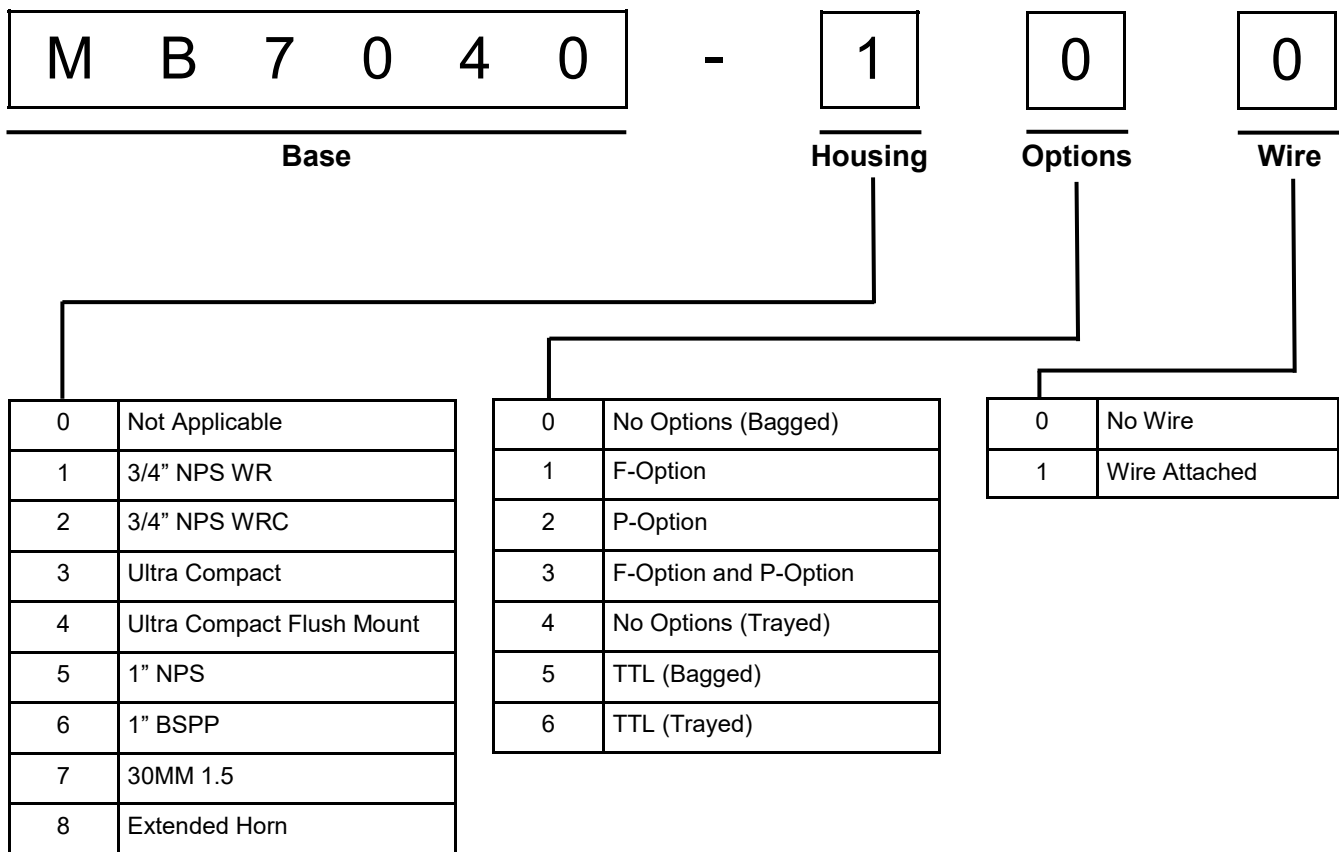 M B 7 0 4 0 - 1 0 0
Base Housing Options Wire
0 Not Applicable
1 3/4” NPS WR
2 3/4” NPS WRC
3 Ultra Compact
4 Ultra Compact Flush Mount
5 1” NPS
6 1” BSPP
7 30MM 1.5
8 Extended Horn
0 No Options (Bagged)
1 F-Option
2 P-Option
3 F-Option and P-Option
4 No Options (Trayed)
5 TTL (Bagged)
6 TTL (Trayed)
0 No Wire
1 Wire Attached